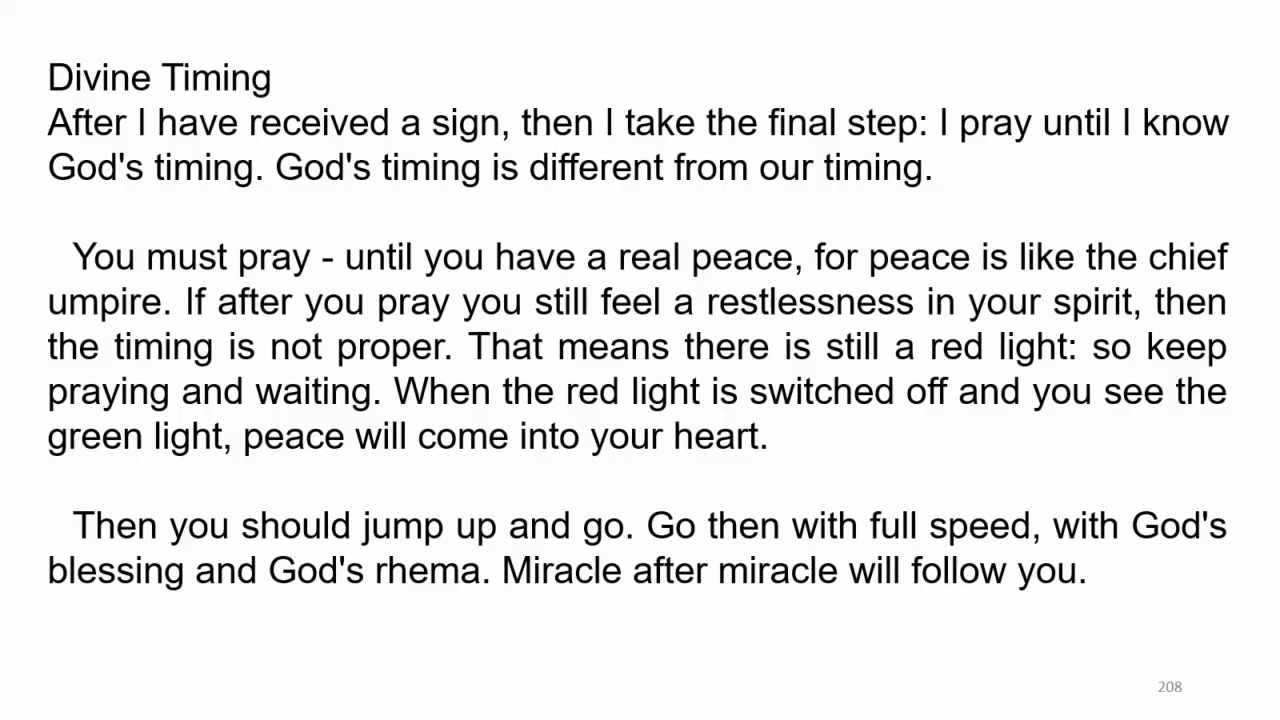 Divine Timing
After I have received a sign, then I take the final step: I pray until I know
God's timing. God's timing is different from our timing.
You must pray - until you have a real peace, for peace is like the chief
umpire. If after you pray you still feel a restlessness in your spirit, then
the timing is not proper. That means there is still a red light: so keep
praying and waiting. When the red light is switched off and you see the
green light, peace will come into your heart.
Then you should jump up and go. Go then with full speed, with God's
blessing and God's rhema. Miracle after miracle will follow you.
208